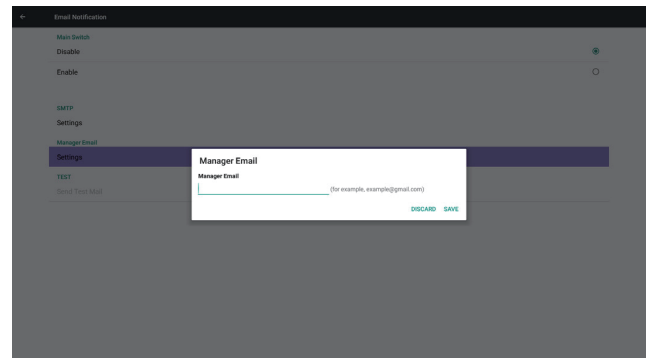 Email Notification
Main Switch
Disable
Enable
SMTP
Settings
Manager Email
Settings
TEST
Send Test Mail
Manager Email
Manager Email
(for example, example@gmail.com)
DISCARD SAVE